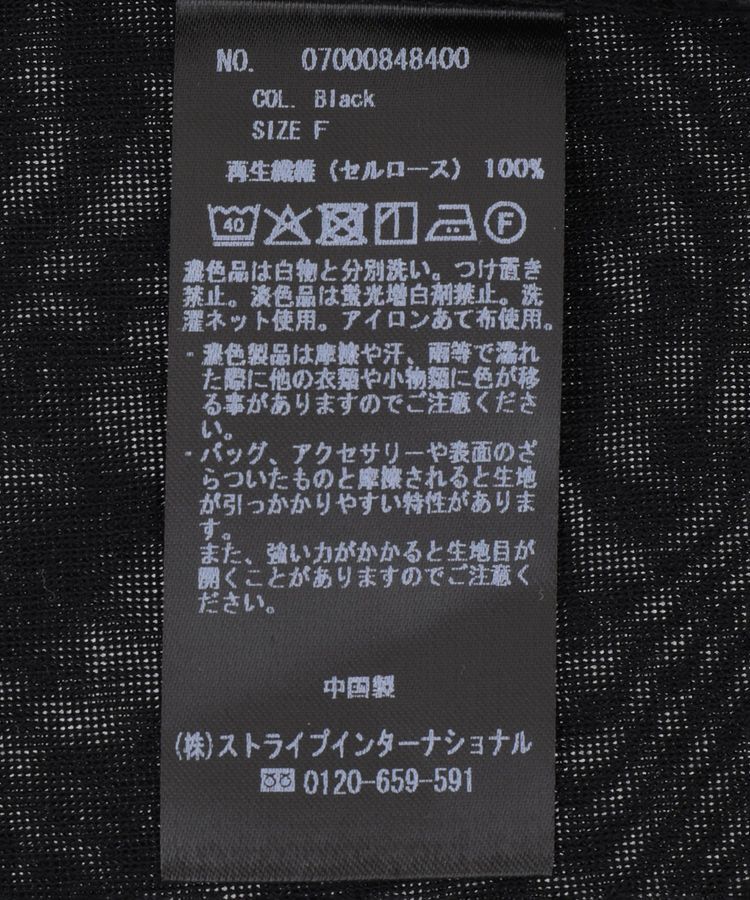 NO. 07000848400
COL. Black
SIZE F
再生繊維(セルロース) 100%
40 F
濃色品は白物と分別洗い。つけ置き
禁止。淡色品は蛍光増白剤禁止。洗
濯ネット使用。アイロンあて布使用。
・濃色製品は摩擦や汗、雨等で濡れ
た際に他の衣類や小物類に色が移
る事がありますのでご注意くださ
い。
・バッグ、アクセサリーや表面のざ
らついたものと摩擦されると生地
が引っかかりやすい特性がありま
す。
また、強い力がかかると生地目が
開くことがありますのでご注意く
ださい。
中国製
(株)ストライプインターナショナル
0120-659-591